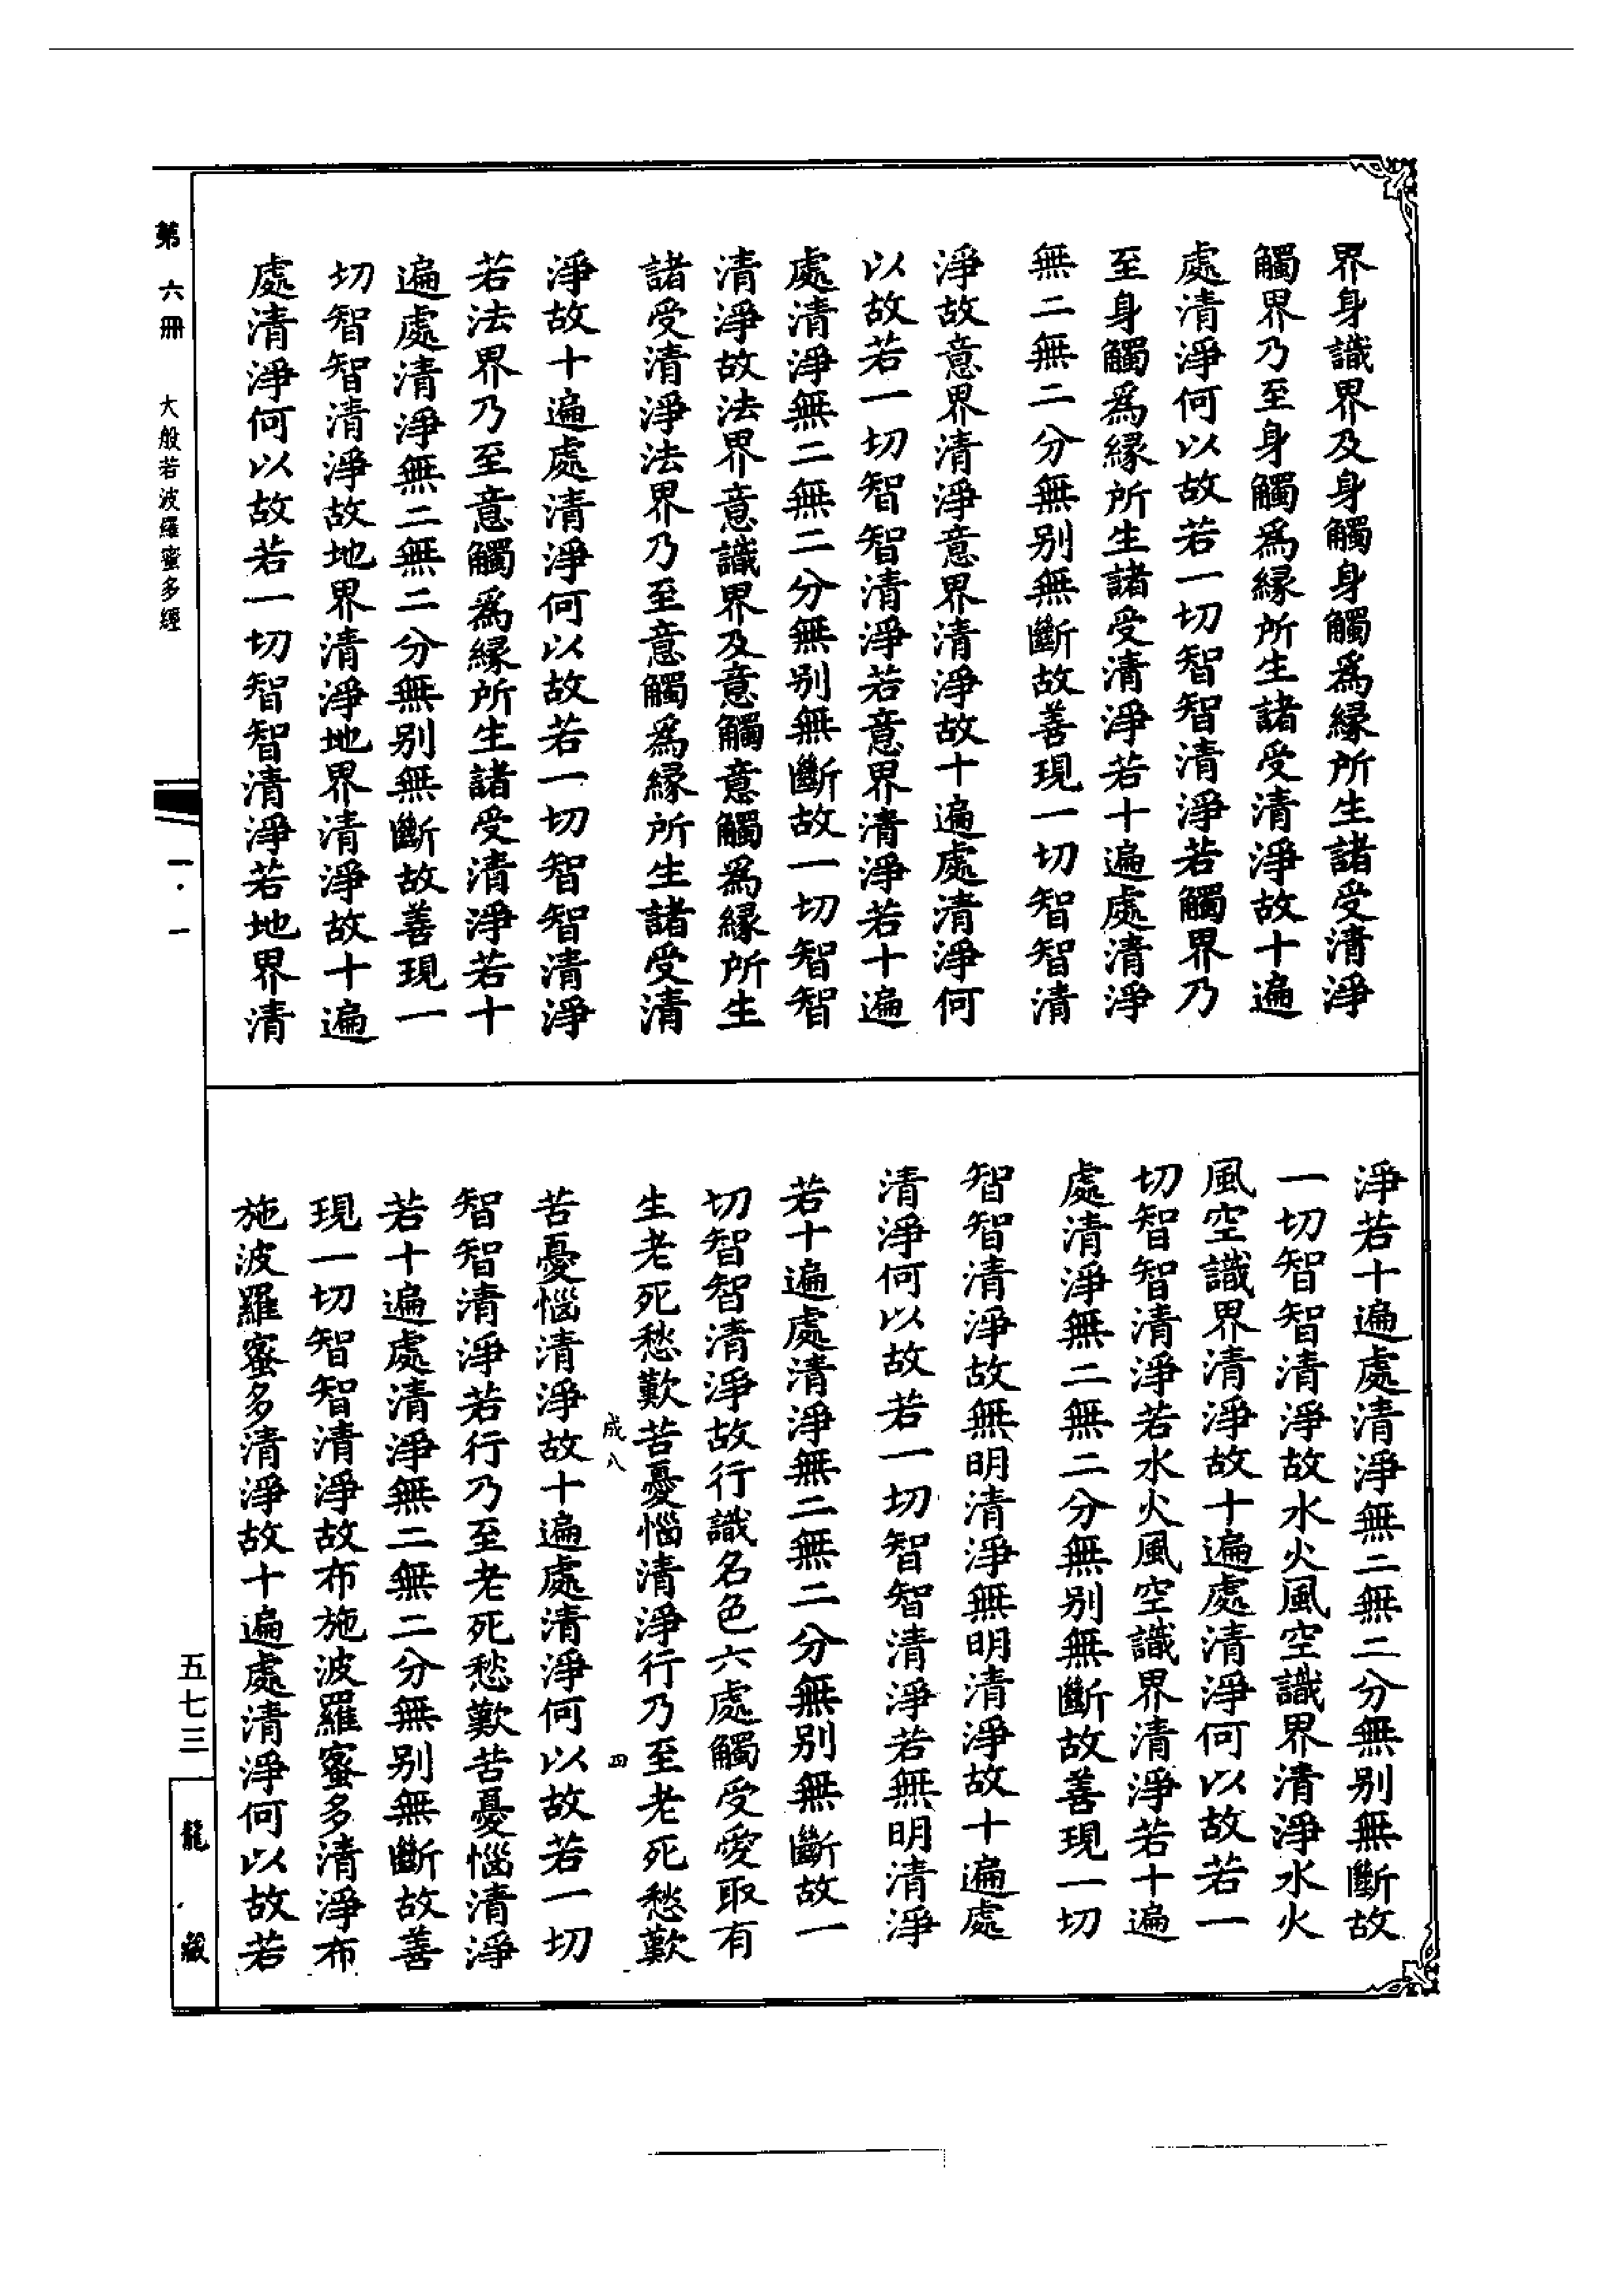 界身識界及身觸身觸爲縁所生諸受清淨
觸界乃至身觸爲縁所生諸受清淨故十遍
處清淨何以故若一切智智清淨若觸界乃
至身觸爲縁所生諸受清淨若十遍處清淨
無二無二分無别無斷故善現一切智智清
淨故意界清淨意界清淨故十遍處清淨何
以故若一切智智清淨若意界清淨若十遍
處清淨無二無二分無别無斷故一切智智
清淨故法界意識界及意觸意觸爲縁所生
諸受清淨法界乃至意觸爲縁所生諸受清
淨故十遍處清淨何以故若一切智智清淨
若法界乃至意觸爲縁所生諸受清淨若十
遍處清淨無二無二分無别無斷故善現一
切智智清淨故地界清淨地界清淨故十遍
處清淨何以故若一切智智清淨若地界清
淨若十遍處清淨無二無二分無别無斷故
一切智智清淨故水火風空識界清淨水火
風空識界清淨故十遍處清淨何以故若一
切智智清淨若水火風空識界清淨若十遍
處清淨無二無二分無别無斷故善現一切
智智清淨故無明清淨無明清淨故十遍處
清淨何以故若一切智智清淨若無明清淨
若十遍處清淨無二無二分無别無斷故一
切智智清淨故行識名色六處觸受愛取有
生老死愁歎苦憂惱清淨行乃至老死愁歎
成八 四
苦憂惱清淨故十遍處清淨何以故若一切
智智清淨若行乃至老死愁歎苦憂惱清淨
若十遍處清淨無二無二分無别無斷故善
現一切智智清淨故布施波羅蜜多清淨布
施波羅蜜多清淨故十遍處清淨何以故若
第六冊 大般若波羅蜜多經 一·一
五七三
龍藏